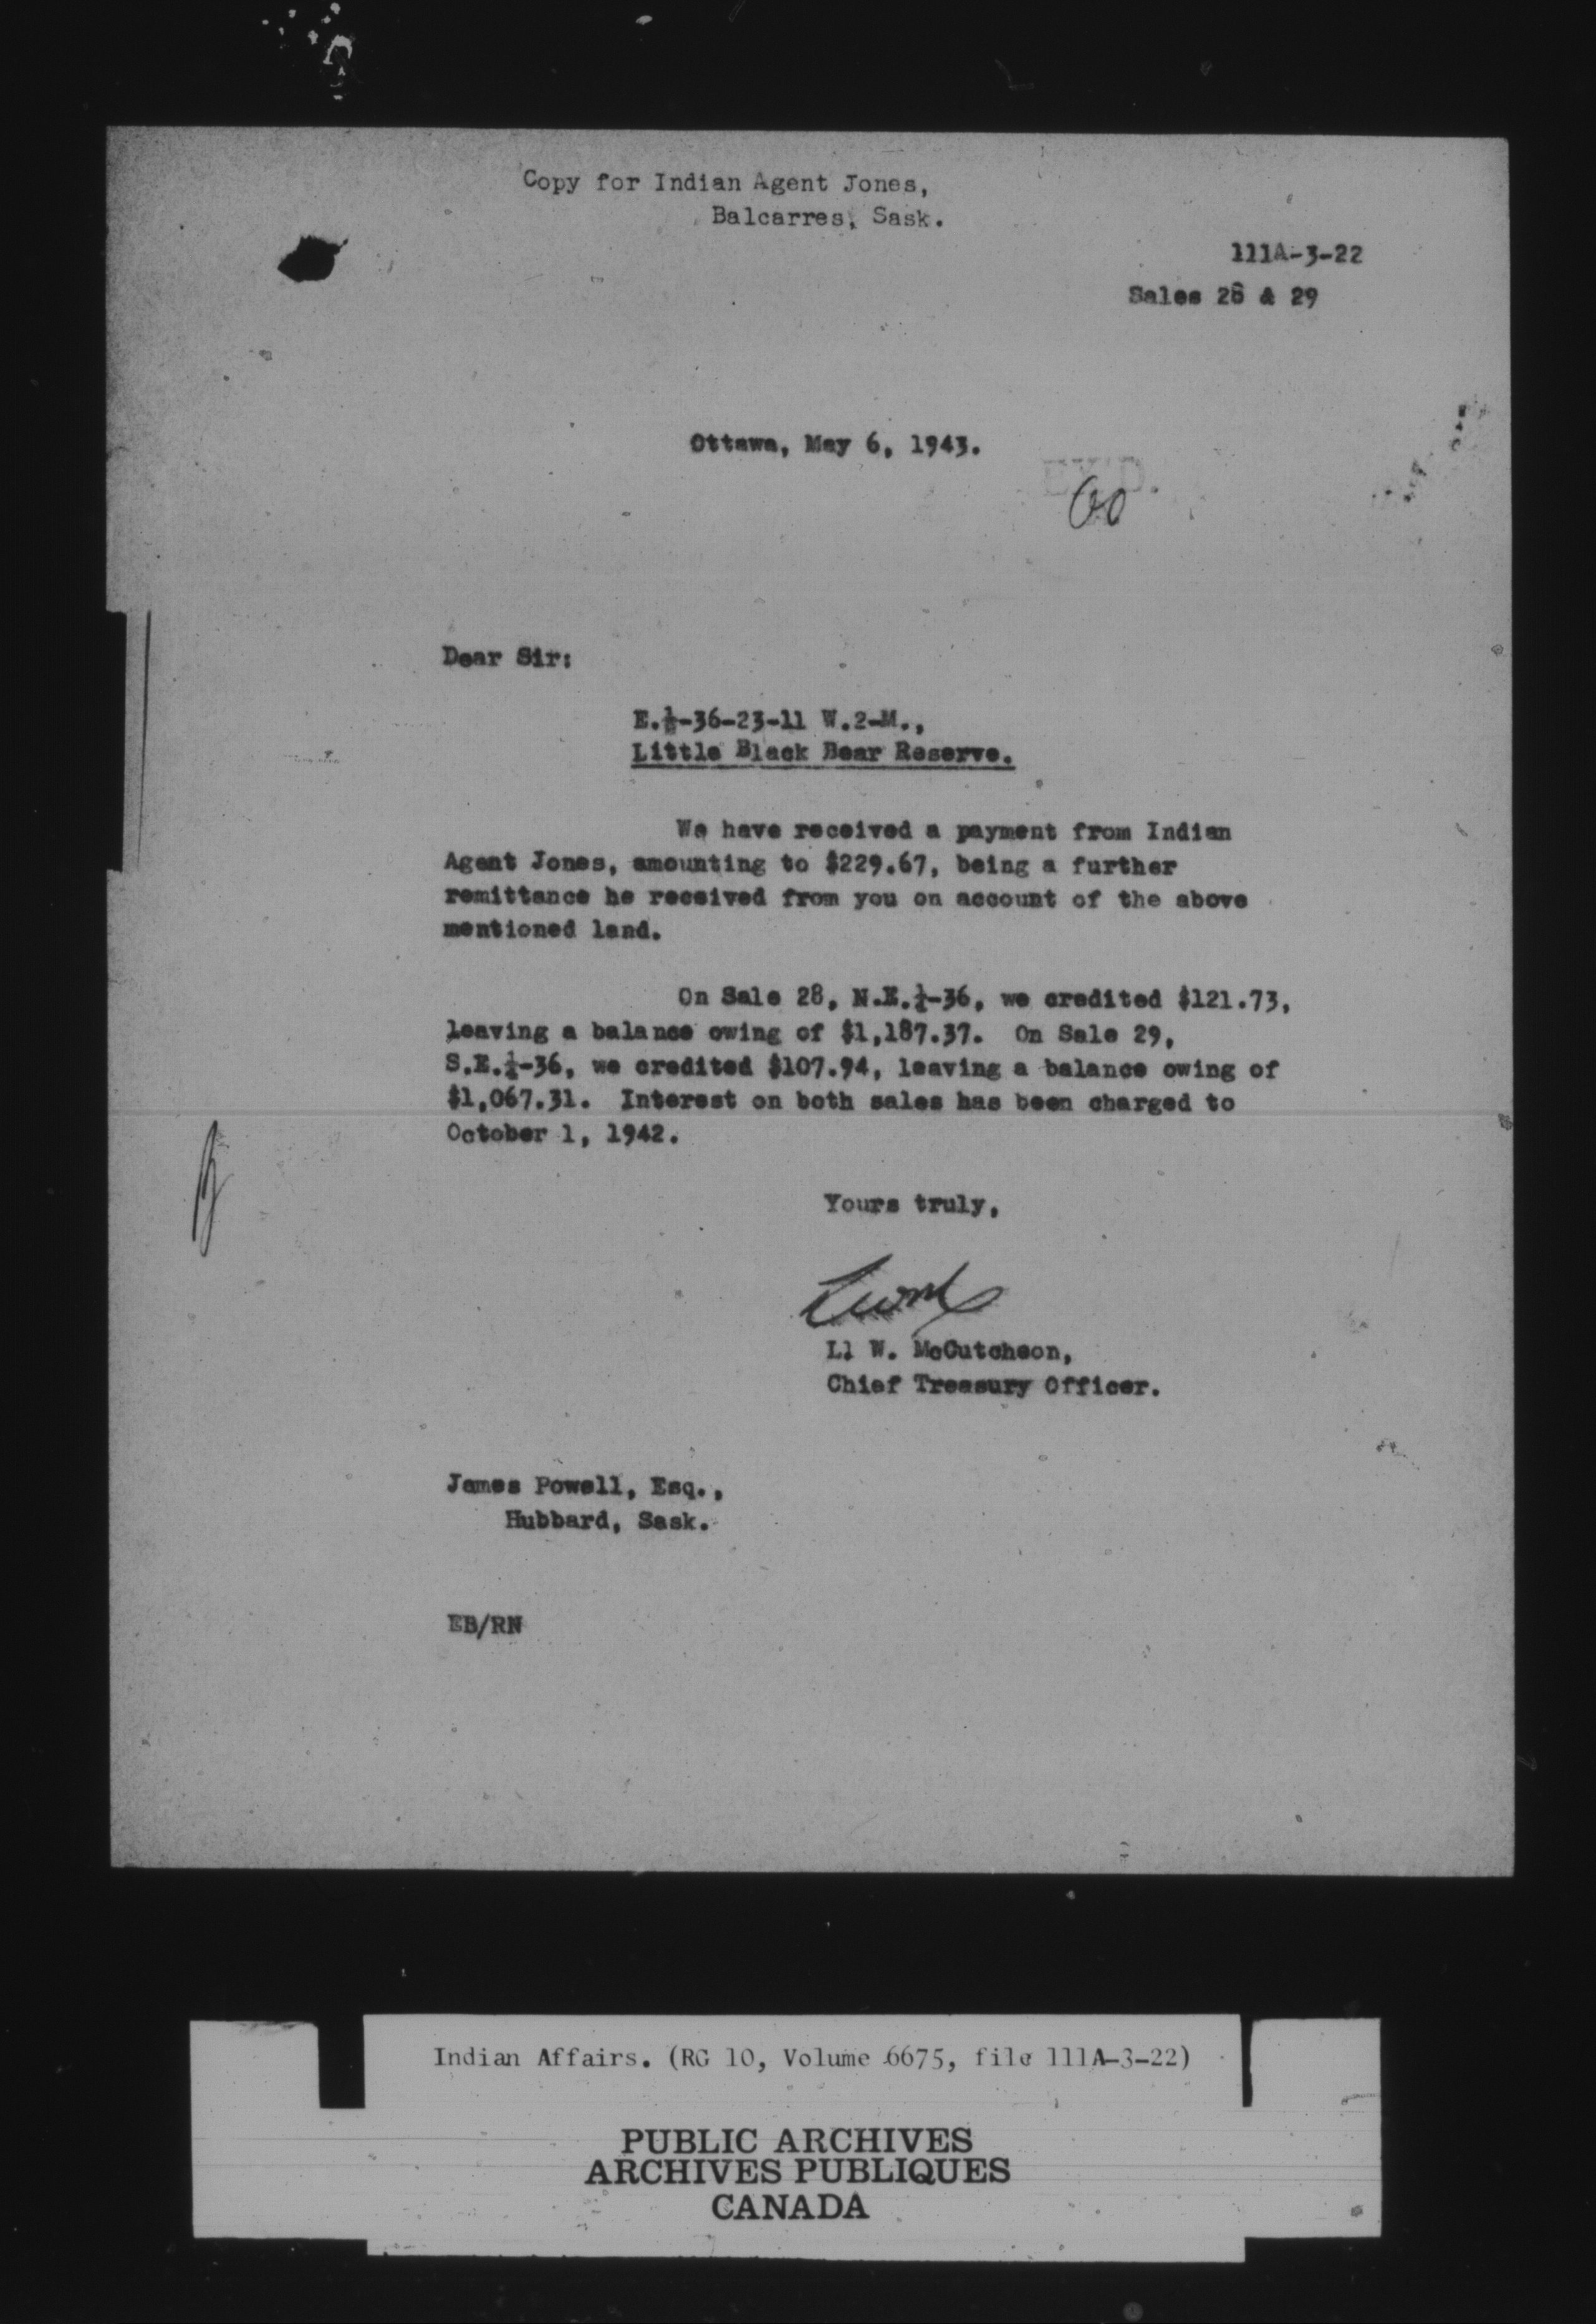 Copy for Indian Agent Jones,
Balcarres, Sask.
111A-3-22
Sales 28 & 29
Ottawa, May 6, 1943.
EX'D.
Dear Sir:
E.½-36-23-11 W.2-M.,
Little Black Bear Reserve.
We have received a payment from Indian
Agent Jones, amounting to $229.67, being a further
remittance he received from you on account of the above
mentioned land.
On Sale 28, N.E.¼-36, we credited $121.73,
leaving a balance owing of $1,187.37. On Sale 29,
S.E.¼-36, we credited $107.94, leaving a balance owing of
$1,067.31. Interest on both sales has been charged to
October 1, 1942.
Yours truly,
Ll W. McCutcheon,
Chief Treasury Officer.
James Powell, Esq.,
Hubbard, Sask.
EB/RN
Indian Affairs. (RG 10, Volume 6675, file 111A-3-22)
PUBLIC ARCHIVES
ARCHIVES PUBLIQUES
CANADA